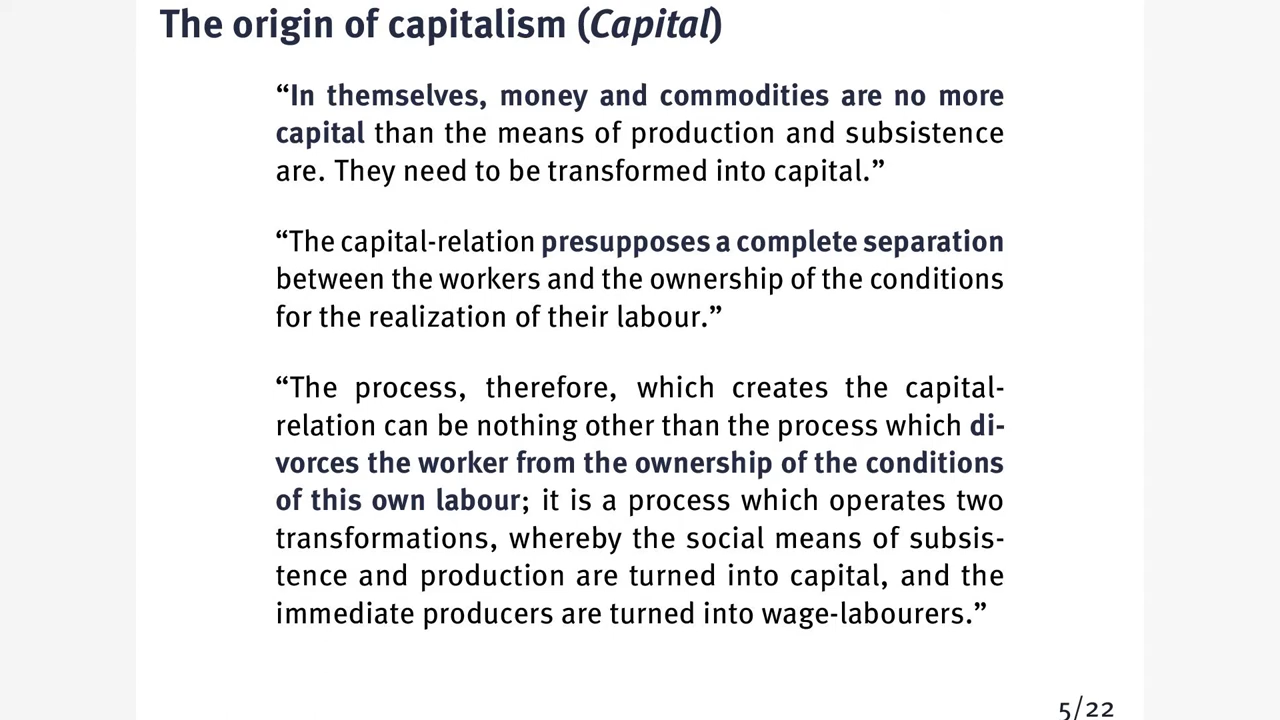 The origin of capitalism (Capital)
“In themselves, money and commodities are no more
capital than the means of production and subsistence
are. They need to be transformed into capital.”
“The capital-relation presupposes a complete separation
between the workers and the ownership of the conditions
for the realization of their labour.”
“The process, therefore, which creates the capital-
relation can be nothing other than the process which di-
vorces the worker from the ownership of the conditions
of this own labour; it is a process which operates two
transformations, whereby the social means of subsis-
tence and production are turned into capital, and the
immediate producers are turned into wage-labourers.”
5/22